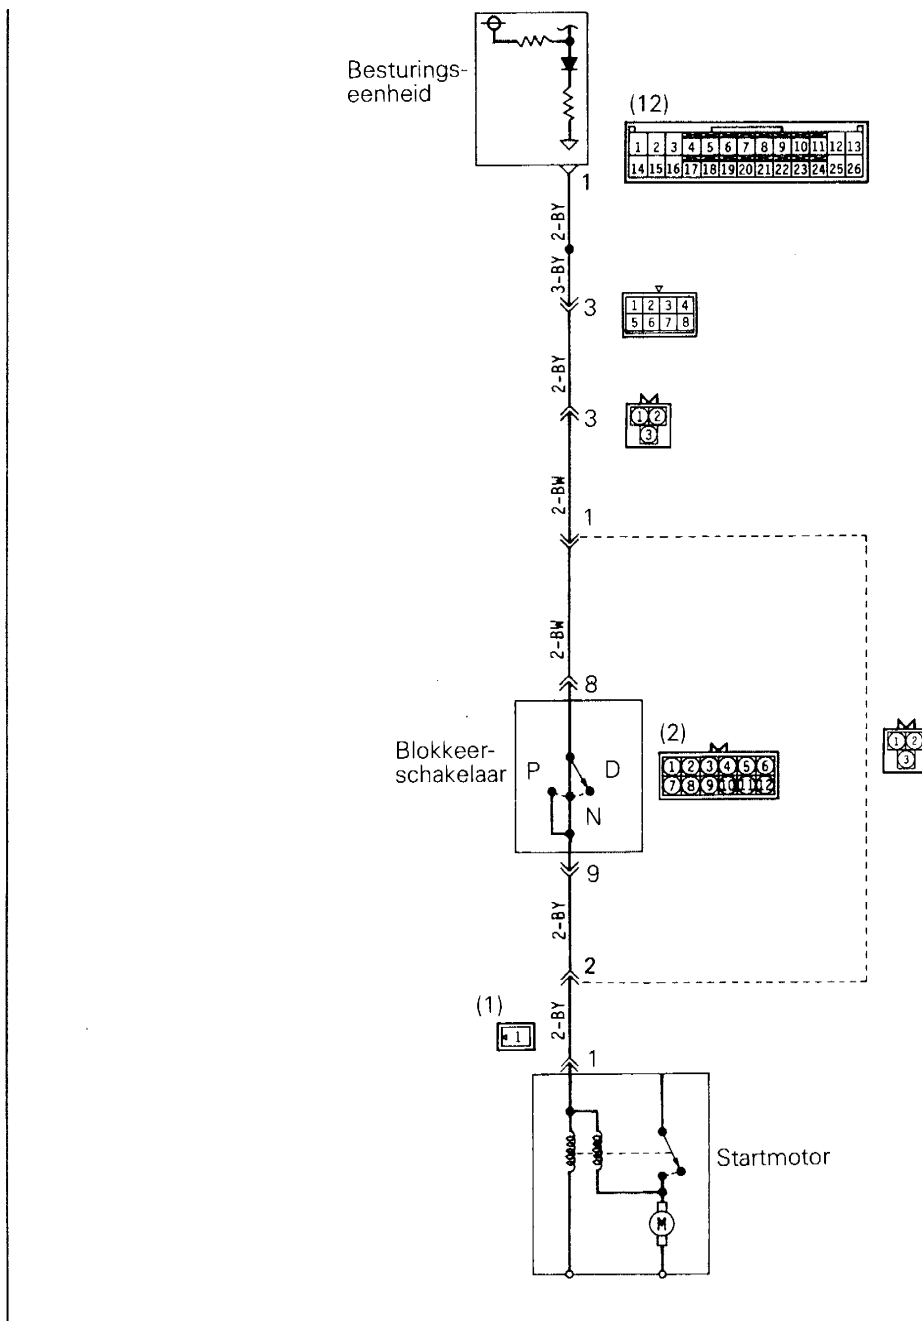 Besturings-
eenheid
(12)
1 2 3 4 5 6 7 8 9 10 11 12 13
14 15 16 17 18 19 20 21 22 23 24 25 26
1
2-BY
3-BY
3
1 2 3 4
5 6 7 8
2-BY
3
1 2
3
2-BW
1
2-BW
8
Blokkeer-
schakelaar
P
D
N
(2)
1 2 3 4 5 6
7 8 9 10 11 12
1 2
3
9
2-BY
2
(1)
1
2-BY
1
M
Startmotor